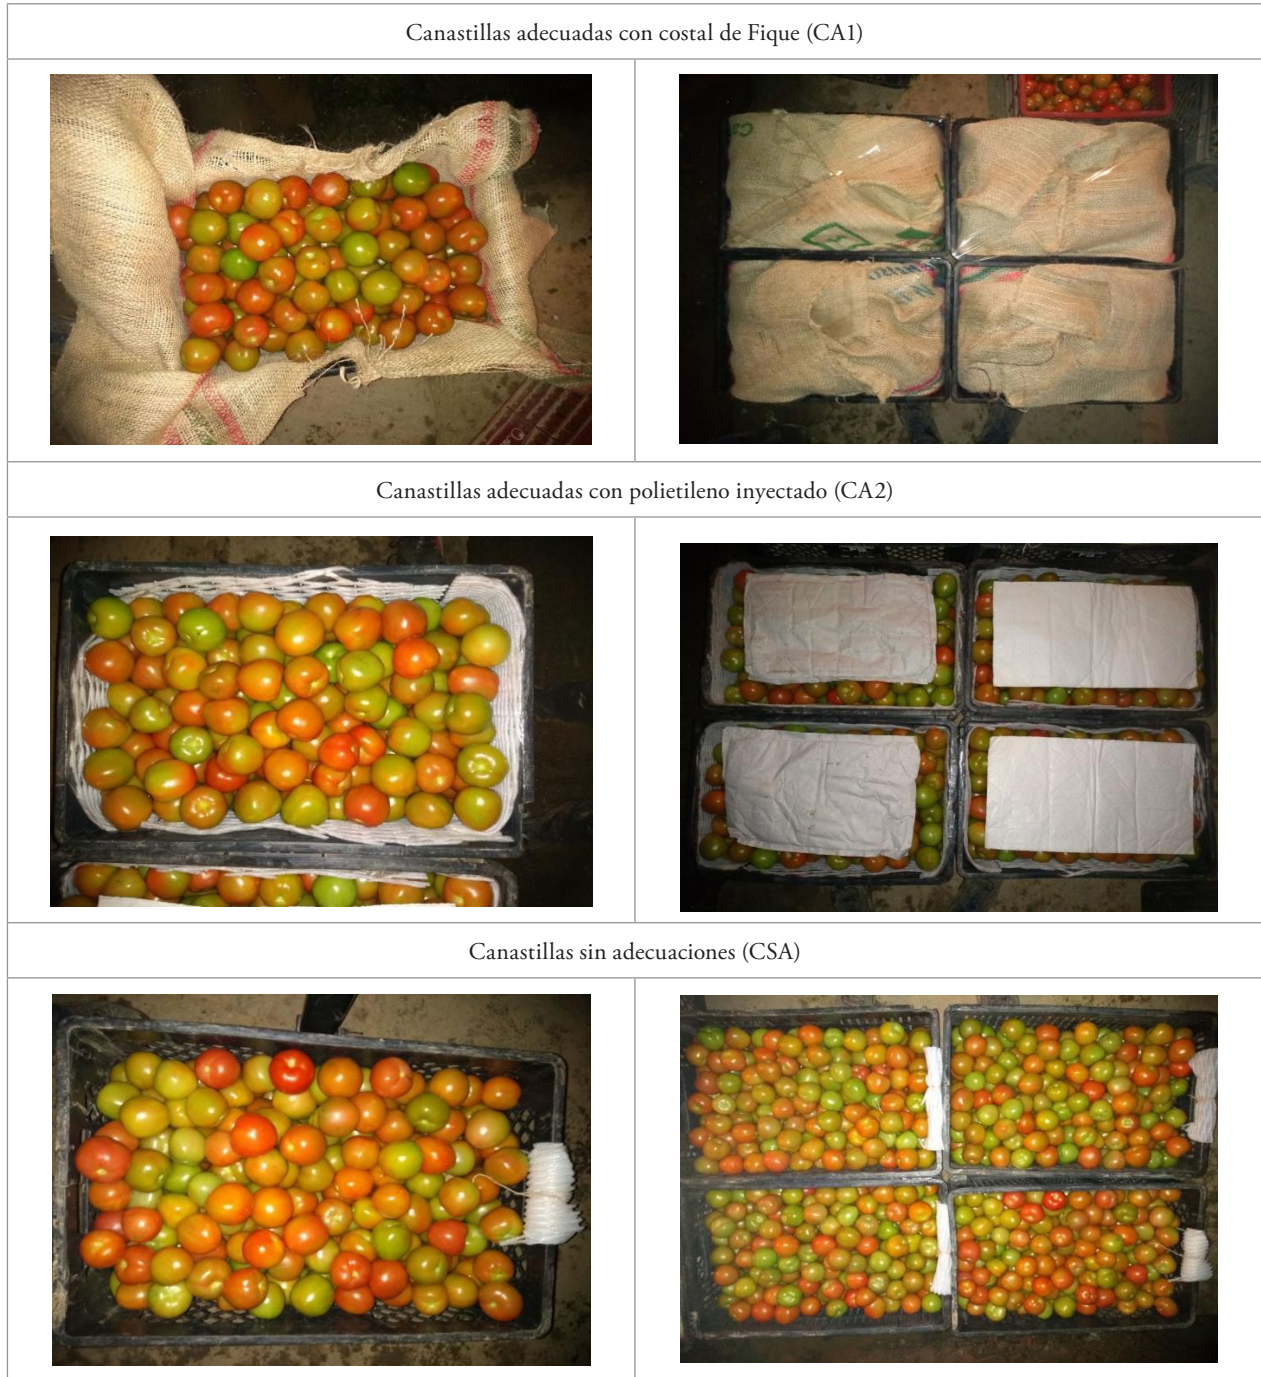 Canastillas adecuadas con costal de Fique (CA1)
Canastillas adecuadas con polietileno inyectado (CA2)
Canastillas sin adecuaciones (CSA)